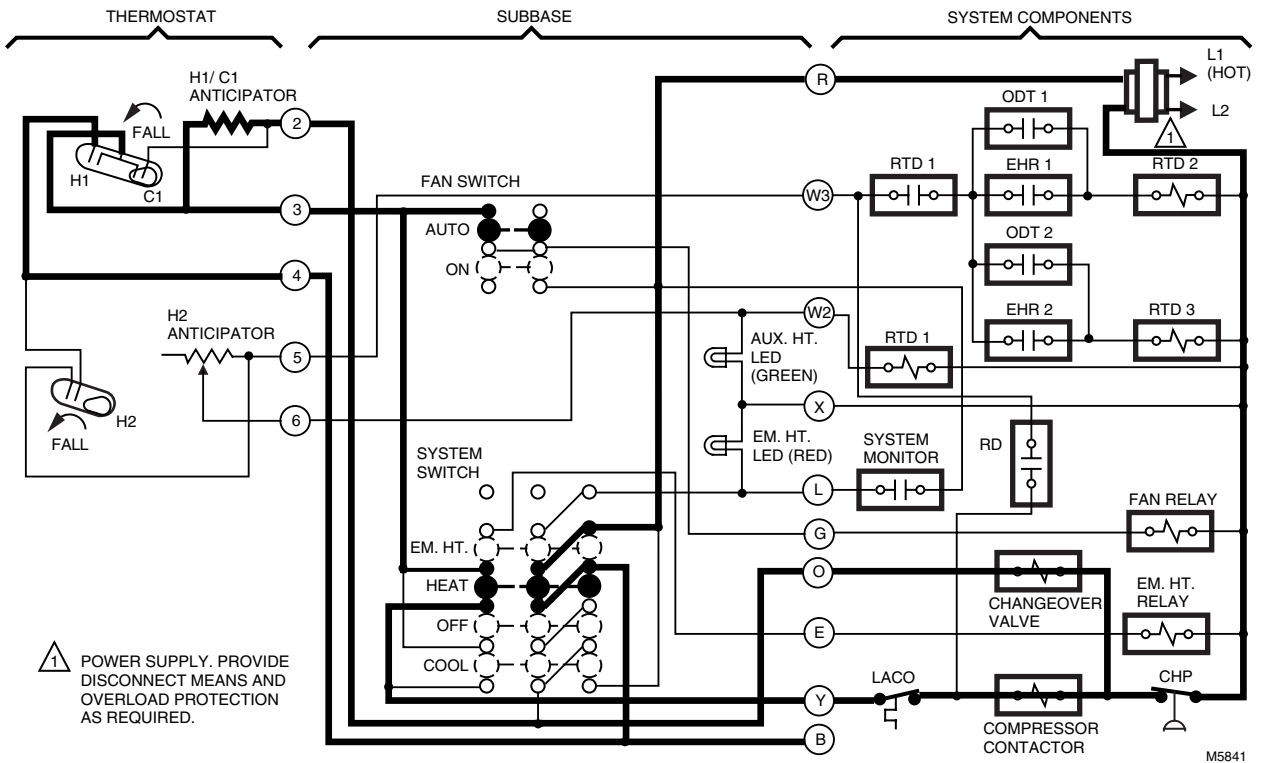 THERMOSTAT
SUBBASE
SYSTEM COMPONENTS
L1
(HOT)
L2
1
H1/ C1
ANTICIPATOR
FALL
H1
C1
2
R
ODT 1
RTD 1
EHR 1
RTD 2
FAN SWITCH
W3
3
AUTO
ON
ODT 2
4
H2
ANTICIPATOR
W2
EHR 2
RTD 3
5
AUX. HT.
LED
(GREEN)
RTD 1
H2
FALL
6
X
EM. HT.
LED (RED)
SYSTEM
MONITOR
RD
SYSTEM
SWITCH
L
FAN RELAY
G
EM. HT.
HEAT
OFF
COOL
O
CHANGEOVER
VALVE
EM. HT.
RELAY
E
1
POWER SUPPLY. PROVIDE
DISCONNECT MEANS AND
OVERLOAD PROTECTION
AS REQUIRED.
LACO
CHP
Y
COMPRESSOR
CONTACTOR
B
M5841